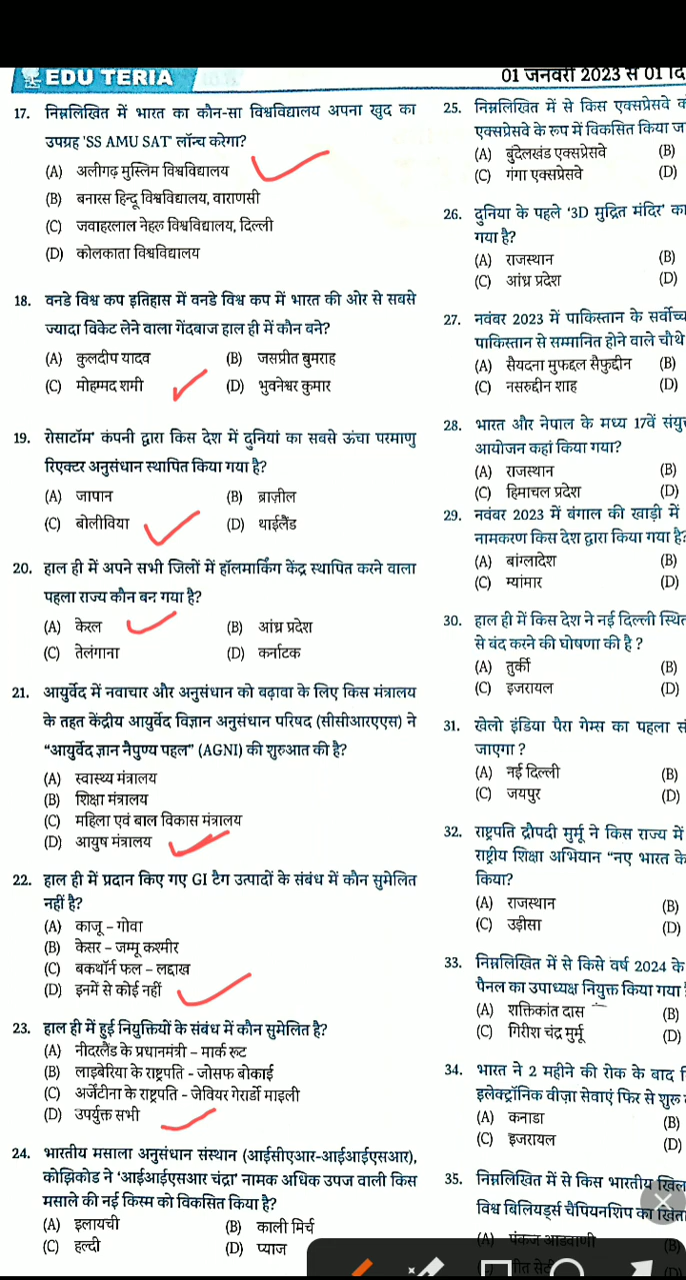 EDU TERIA
01 जनवरी 2023 से 01 दि
17. निम्नलिखित में भारत का कौन-सा विश्वविद्यालय अपना खुद का
उपग्रह 'SS AMU SAT' लॉन्च करेगा?
(A) अलीगढ़ मुस्लिम विश्वविद्यालय
(B) बनारस हिन्दू विश्वविद्यालय, वाराणसी
(C) जवाहरलाल नेहरू विश्वविद्यालय, दिल्ली
(D) कोलकाता विश्वविद्यालय
18. वनडे विश्व कप इतिहास में वनडे विश्व कप में भारत की ओर से सबसे
ज्यादा विकेट लेने वाला गेंदबाज हाल ही में कौन बने?
(A) कुलदीप यादव (B) जसप्रीत बुमराह
(C) मोहम्मद शमी (D) भुवनेश्वर कुमार
19. रोसाटॉम' कंपनी द्वारा किस देश में दुनियां का सबसे ऊंचा परमाणु
रिएक्टर अनुसंधान स्थापित किया गया है?
(A) जापान (B) ब्राज़ील
(C) बोलीविया (D) थाईलैंड
20. हाल ही में अपने सभी जिलों में हॉलमार्किंग केंद्र स्थापित करने वाला
पहला राज्य कौन बन गया है?
(A) केरल (B) आंध्र प्रदेश
(C) तेलंगाना (D) कर्नाटक
21. आयुर्वेद में नवाचार और अनुसंधान को बढ़ावा के लिए किस मंत्रालय
के तहत केंद्रीय आयुर्वेद विज्ञान अनुसंधान परिषद (सीसीआरएएस) ने
"आयुर्वेद ज्ञान नैपुण्य पहल" (AGNI) की शुरुआत की है?
(A) स्वास्थ्य मंत्रालय
(B) शिक्षा मंत्रालय
(C) महिला एवं बाल विकास मंत्रालय
(D) आयुष मंत्रालय
22. हाल ही में प्रदान किए गए GI टैग उत्पादों के संबंध में कौन सुमेलित
नहीं है?
(A) काजू - गोवा
(B) केसर - जम्मू कश्मीर
(C) बकथॉर्न फल - लद्दाख
(D) इनमें से कोई नहीं
23. हाल ही में हुई नियुक्तियों के संबंध में कौन सुमेलित है?
(A) नीदरलैंड के प्रधानमंत्री - मार्क रूट
(B) लाइबेरिया के राष्ट्रपति - जोसफ बोकाई
(C) अर्जेंटीना के राष्ट्रपति - जेवियर गेरार्डो माइली
(D) उपर्युक्त सभी
24. भारतीय मसाला अनुसंधान संस्थान (आईसीएआर-आईआईएसआर),
कोझिकोड ने 'आईआईएसआर चंद्रा' नामक अधिक उपज वाली किस
मसाले की नई किस्म को विकसित किया है?
(A) इलायची (B) काली मिर्च
(C) हल्दी (D) प्याज
25. निम्नलिखित में से किस एक्सप्रेसवे क
एक्सप्रेसवे के रूप में विकसित किया ज
(A) बुंदेलखंड एक्सप्रेसवे (B)
(C) गंगा एक्सप्रेसवे (D)
26. दुनिया के पहले '3D मुद्रित मंदिर' का
गया है?
(A) राजस्थान (B)
(C) आंध्र प्रदेश (D)
27. नवंबर 2023 में पाकिस्तान के सर्वोच्च
पाकिस्तान से सम्मानित होने वाले चौथे
(A) सैयदना मुफद्दल सैफुद्दीन (B)
(C) नसरुद्दीन शाह (D)
28. भारत और नेपाल के मध्य 17वें संयु
आयोजन कहां किया गया?
(A) राजस्थान (B)
(C) हिमाचल प्रदेश (D)
29. नवंबर 2023 में बंगाल की खाड़ी में
नामकरण किस देश द्वारा किया गया है?
(A) बांग्लादेश (B)
(C) म्यांमार (D)
30. हाल ही में किस देश ने नई दिल्ली स्थित
से बंद करने की घोषणा की है ?
(A) तुर्की (B)
(C) इजरायल (D)
31. खेलो इंडिया पैरा गेम्स का पहला सं
जाएगा ?
(A) नई दिल्ली (B)
(C) जयपुर (D)
32. राष्ट्रपति द्रौपदी मुर्मू ने किस राज्य में
राष्ट्रीय शिक्षा अभियान "नए भारत के
किया?
(A) राजस्थान (B)
(C) उड़ीसा (D)
33. निम्नलिखित में से किसे वर्ष 2024 के
पैनल का उपाध्यक्ष नियुक्त किया गया
(A) शक्तिकांत दास (B)
(C) गिरीश चंद्र मुर्मू (D)
34. भारत ने 2 महीने की रोक के बाद
इलेक्ट्रॉनिक वीज़ा सेवाएं फिर से शुरू
(A) कनाडा (B)
(C) इजरायल (D)
35. निम्नलिखित में से किस भारतीय खिल
विश्व बिलियर्ड्स चैंपियनशिप का खिता
(A) पंकज आडवाणी (B)
गीत सेठी (D)